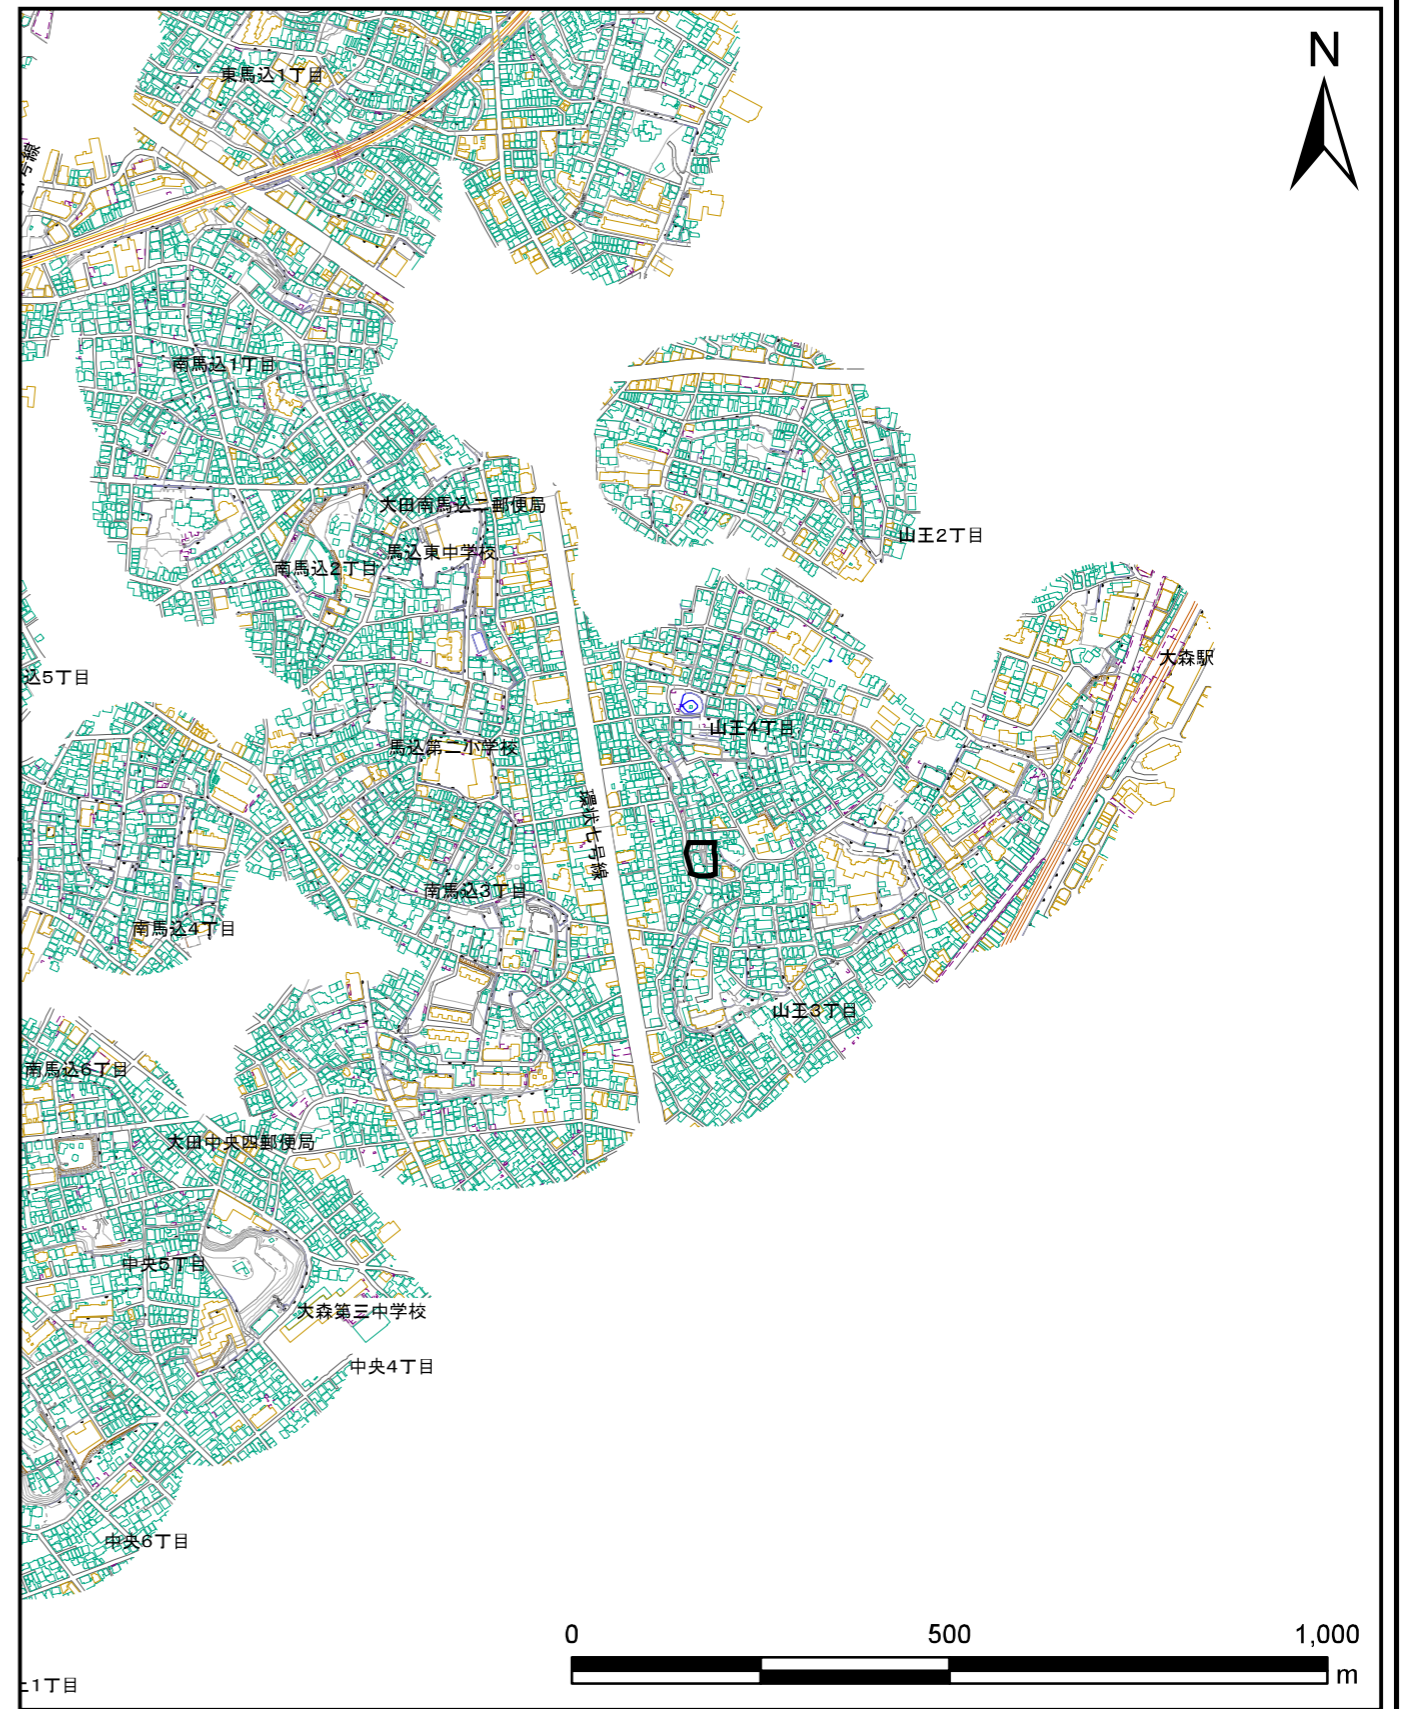 N
東馬込1丁目
号線
南馬込1丁目
大田南馬込二郵便局
馬込東中学校
南馬込2丁目
山王2丁目
大森駅
込5丁目
山王4丁目
馬込第二小学校
環状七号線
南馬込3丁目
南馬込4丁目
山王3丁目
南馬込6丁目
大田中央四郵便局
中央5丁目
大森第三中学校
中央4丁目
中央6丁目
0 500 1,000
m
1丁目